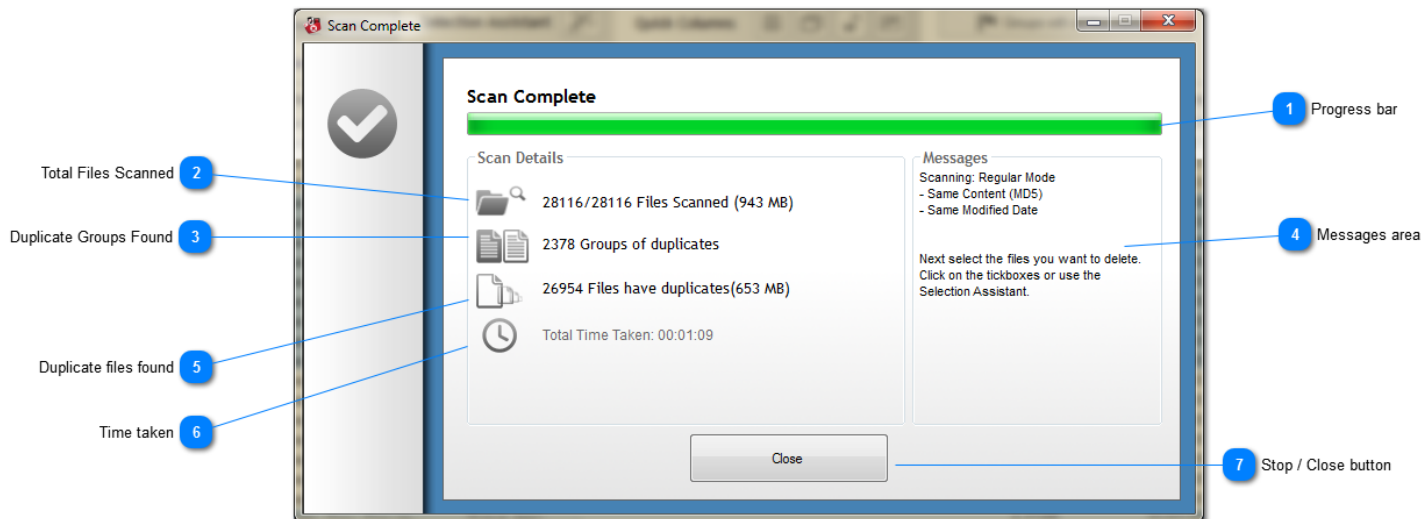 Scan Complete
Selection Assistant
Quick Columns
Scan Complete
1 Progress bar
Scan Details
Messages
Scanning: Regular Mode
- Same Content (MD5)
- Same Modified Date
Total Files Scanned 2
28116/28116 Files Scanned (943 MB)
Duplicate Groups Found 3
2378 Groups of duplicates
4 Messages area
Next select the files you want to delete.
Click on the tickboxes or use the
Selection Assistant.
26954 Files have duplicates(653 MB)
Total Time Taken: 00:01:09
Duplicate files found 5
Time taken 6
Close
7 Stop / Close button